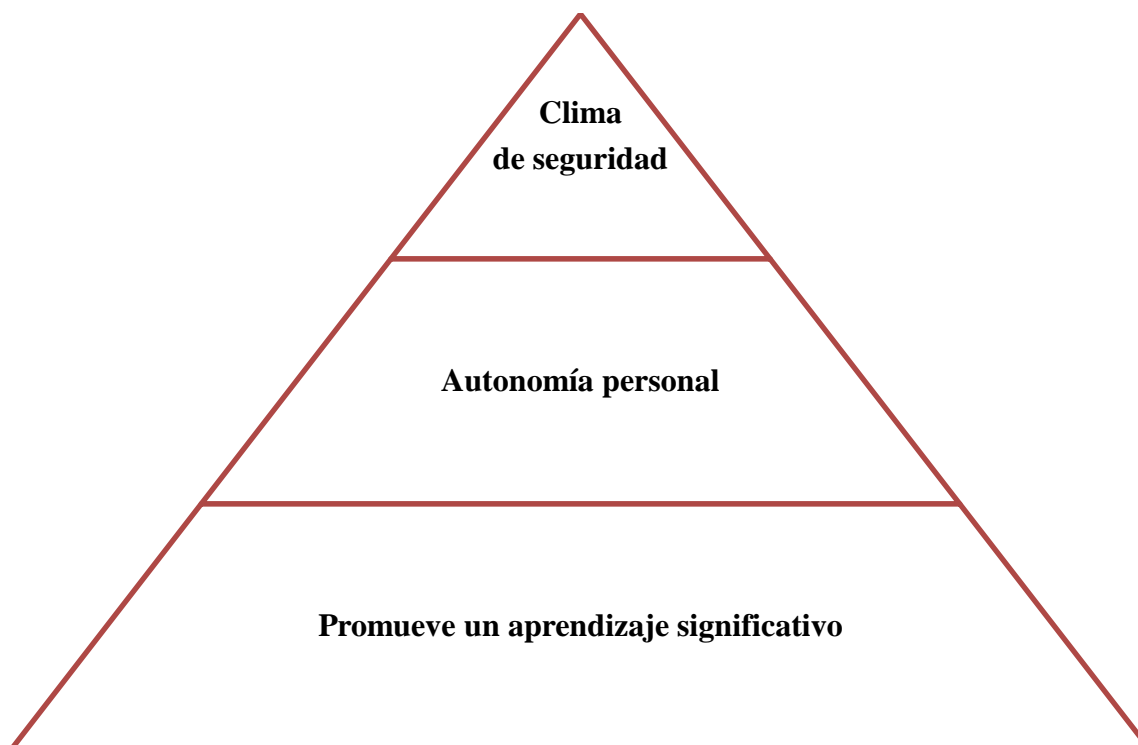 Clima
de seguridad
Autonomía personal
Promueve un aprendizaje significativo